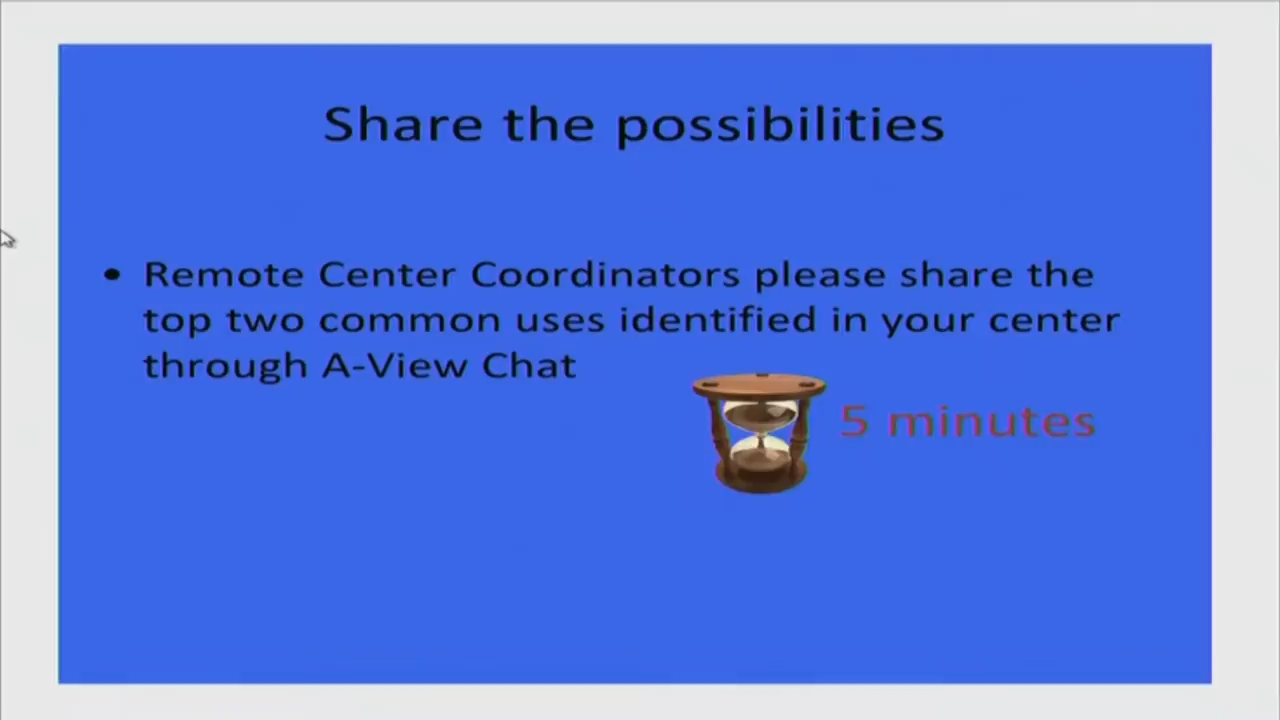 Share the possibilities
• Remote Center Coordinators please share the
top two common uses identified in your center
through A-View Chat
5 minutes